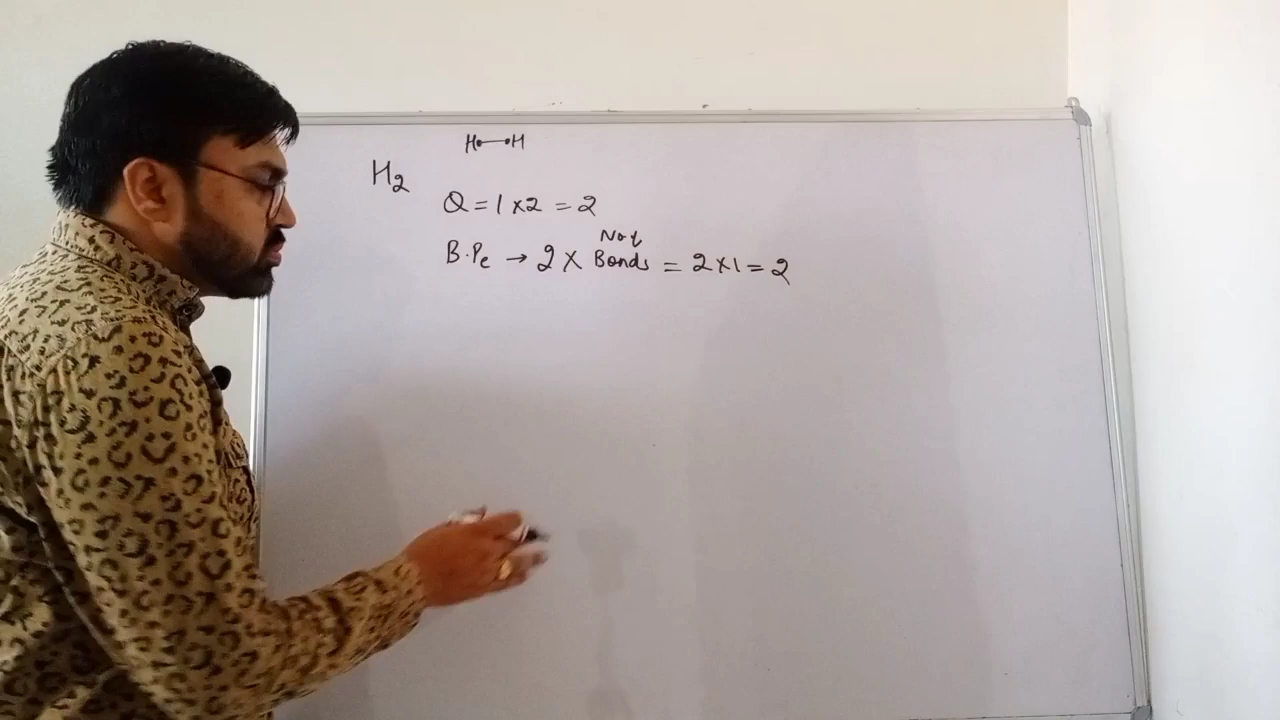 H—H
H₂
Q = 1 × 2 = 2
No of
B.Pe → 2 × Bonds = 2 × 1 = 2